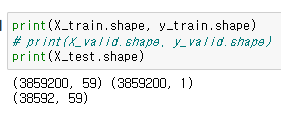 print(X_train.shape, y_train.shape)
# print(X_valid.shape, y_valid.shape)
print(X_test.shape)
(3859200, 59) (3859200, 1)
(38592, 59)